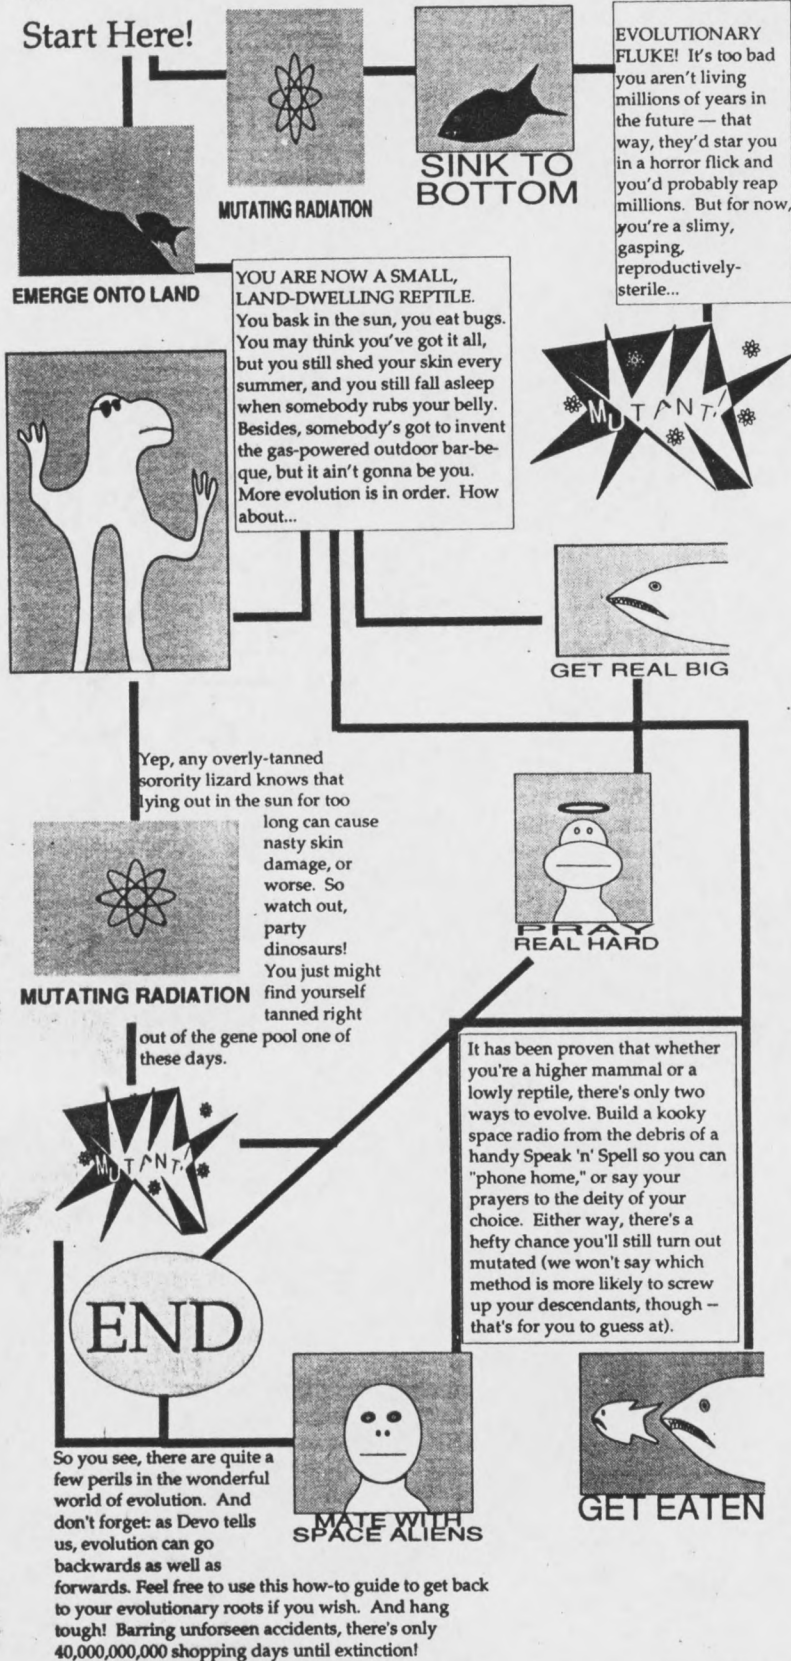 Start Here!
MUTATING RADIATION
SINK TO
BOTTOM
EVOLUTIONARY
FLUKE! It's too bad
you aren't living
millions of years in
the future — that
way, they'd star you
in a horror flick and
you'd probably reap
millions. But for now,
you're a slimy,
gasping,
reproductively-
sterile...
MUTANT!
EMERGE ONTO LAND
YOU ARE NOW A SMALL,
LAND-DWELLING REPTILE.
You bask in the sun, you eat bugs.
You may think you've got it all,
but you still shed your skin every
summer, and you still fall asleep
when somebody rubs your belly.
Besides, somebody's got to invent
the gas-powered outdoor bar-be-
que, but it ain't gonna be you.
More evolution is in order. How
about...
GET REAL BIG
Yep, any overly-tanned
sorority lizard knows that
lying out in the sun for too
long can cause
nasty skin
damage, or
worse. So
watch out,
party
dinosaurs!
You just might
find yourself
tanned right
out of the gene pool one of
these days.
MUTATING RADIATION
PRAY
REAL HARD
MUTANT!
It has been proven that whether
you're a higher mammal or a
lowly reptile, there's only two
ways to evolve. Build a kooky
space radio from the debris of a
handy Speak 'n' Spell so you can
"phone home," or say your
prayers to the deity of your
choice. Either way, there's a
hefty chance you'll still turn out
mutated (we won't say which
method is more likely to screw
up your descendants, though –
that's for you to guess at).
END
MATE WITH
SPACE ALIENS
GET EATEN
So you see, there are quite a
few perils in the wonderful
world of evolution. And
don't forget: as Devo tells
us, evolution can go
backwards as well as
forwards. Feel free to use this how-to guide to get back
to your evolutionary roots if you wish. And hang
tough! Barring unforseen accidents, there's only
40,000,000,000 shopping days until extinction!